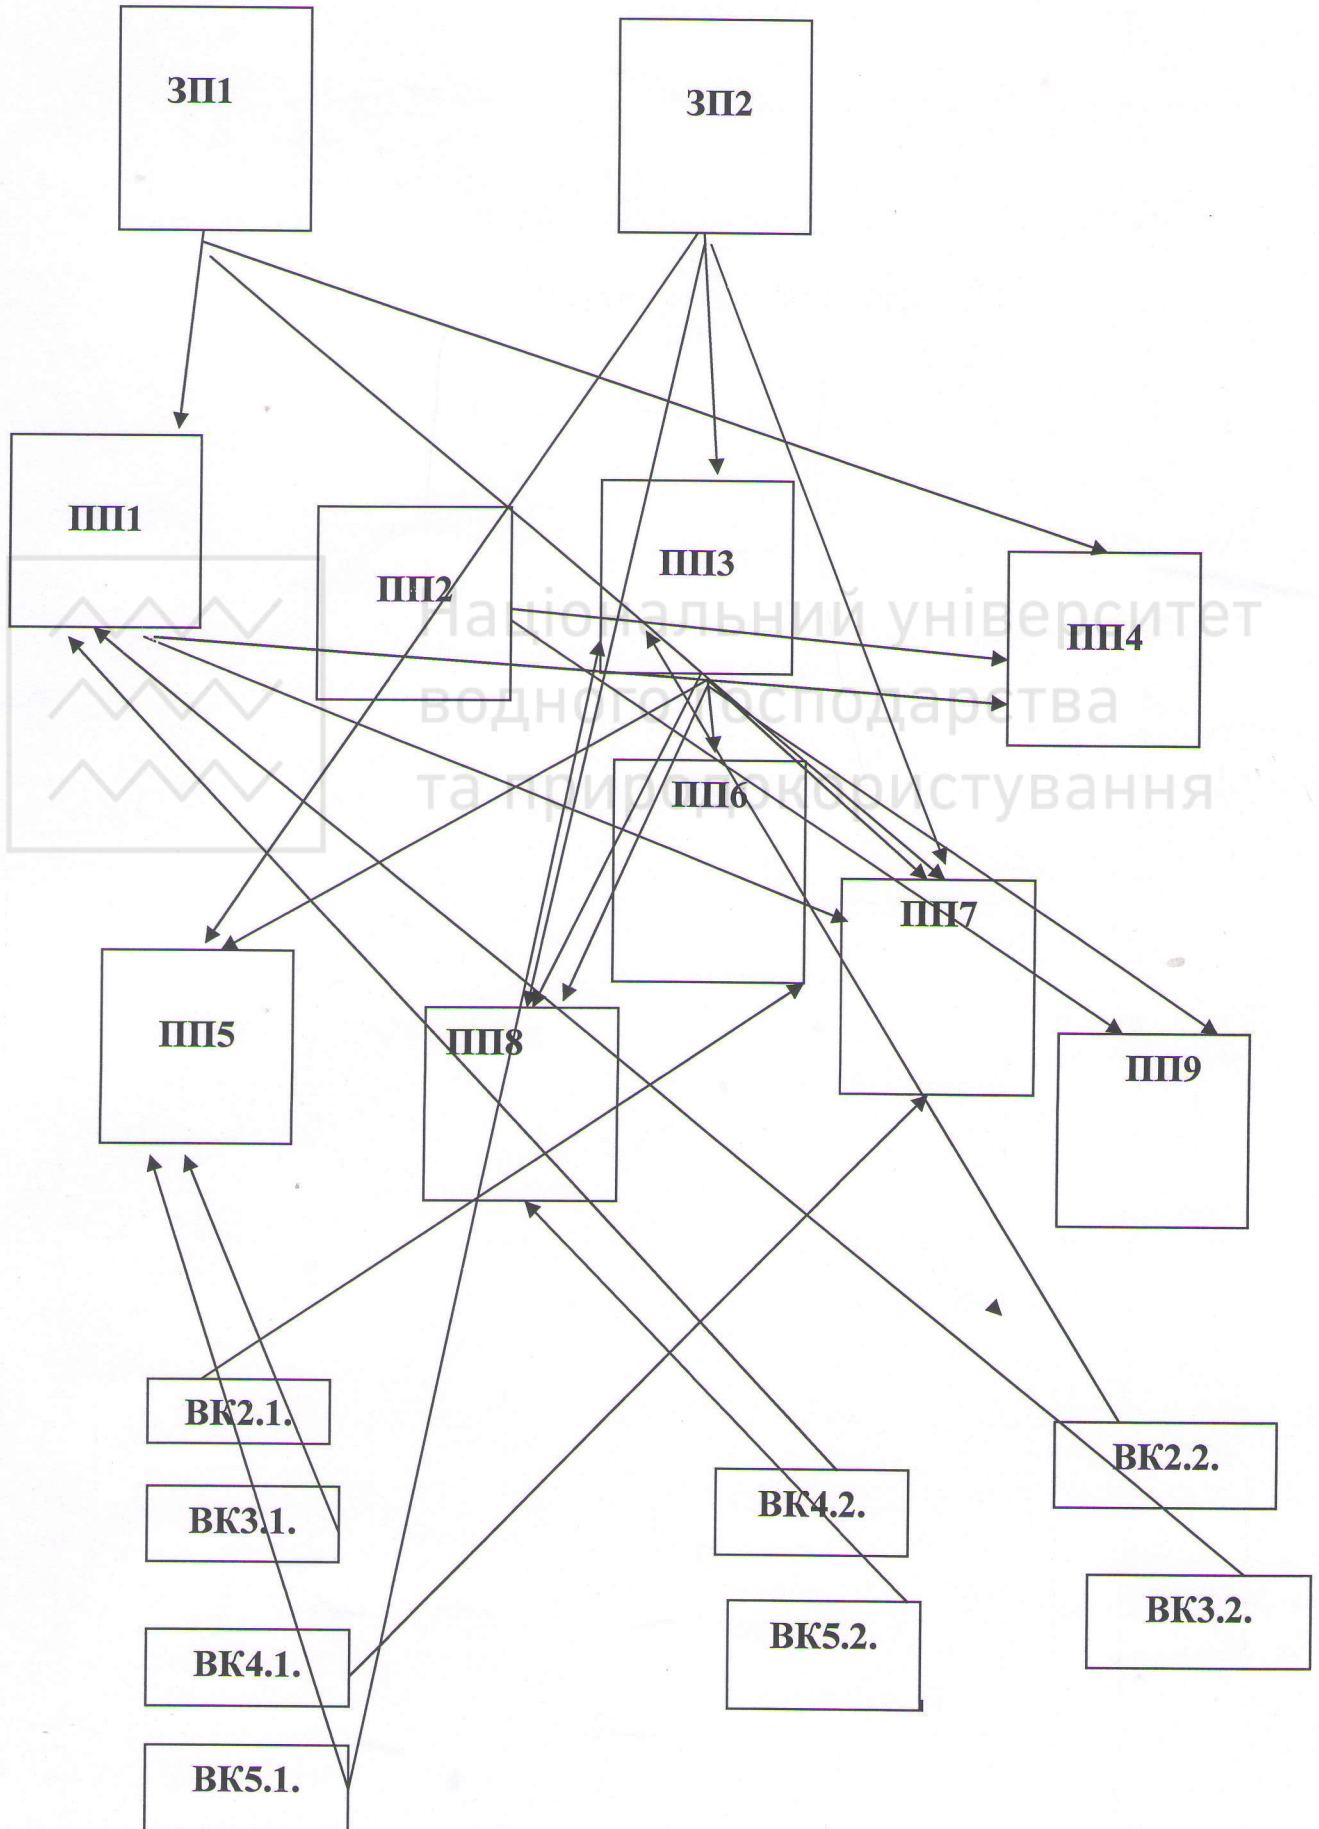 ЗП1
ЗП2
ПП1
ПП2
ПП3
ПП4
Національний університет
водного господарства
та природокористування
ПП6
ПП7
ПП5
ПП8
ПП9
ВК2.1.
ВК2.2.
ВК3.1.
ВК4.2.
ВК3.2.
ВК5.2.
ВК4.1.
ВК5.1.